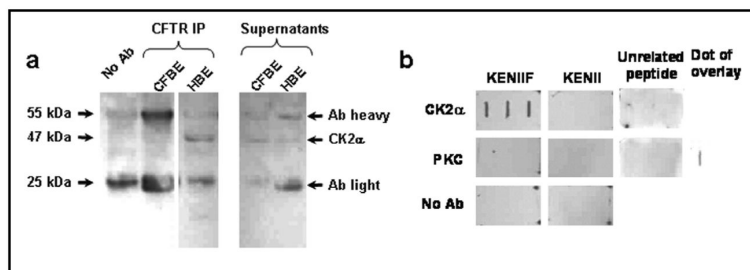 a
CFTR IP
Supernatants
No Ab
CFBE
HBE
CFBE
HBE
55 kDa
Ab heavy
47 kDa
CK2α
25 kDa
Ab light
b
KENIIF
KENII
Unrelated peptide
Dot of overlay
CK2α
PKC
No Ab